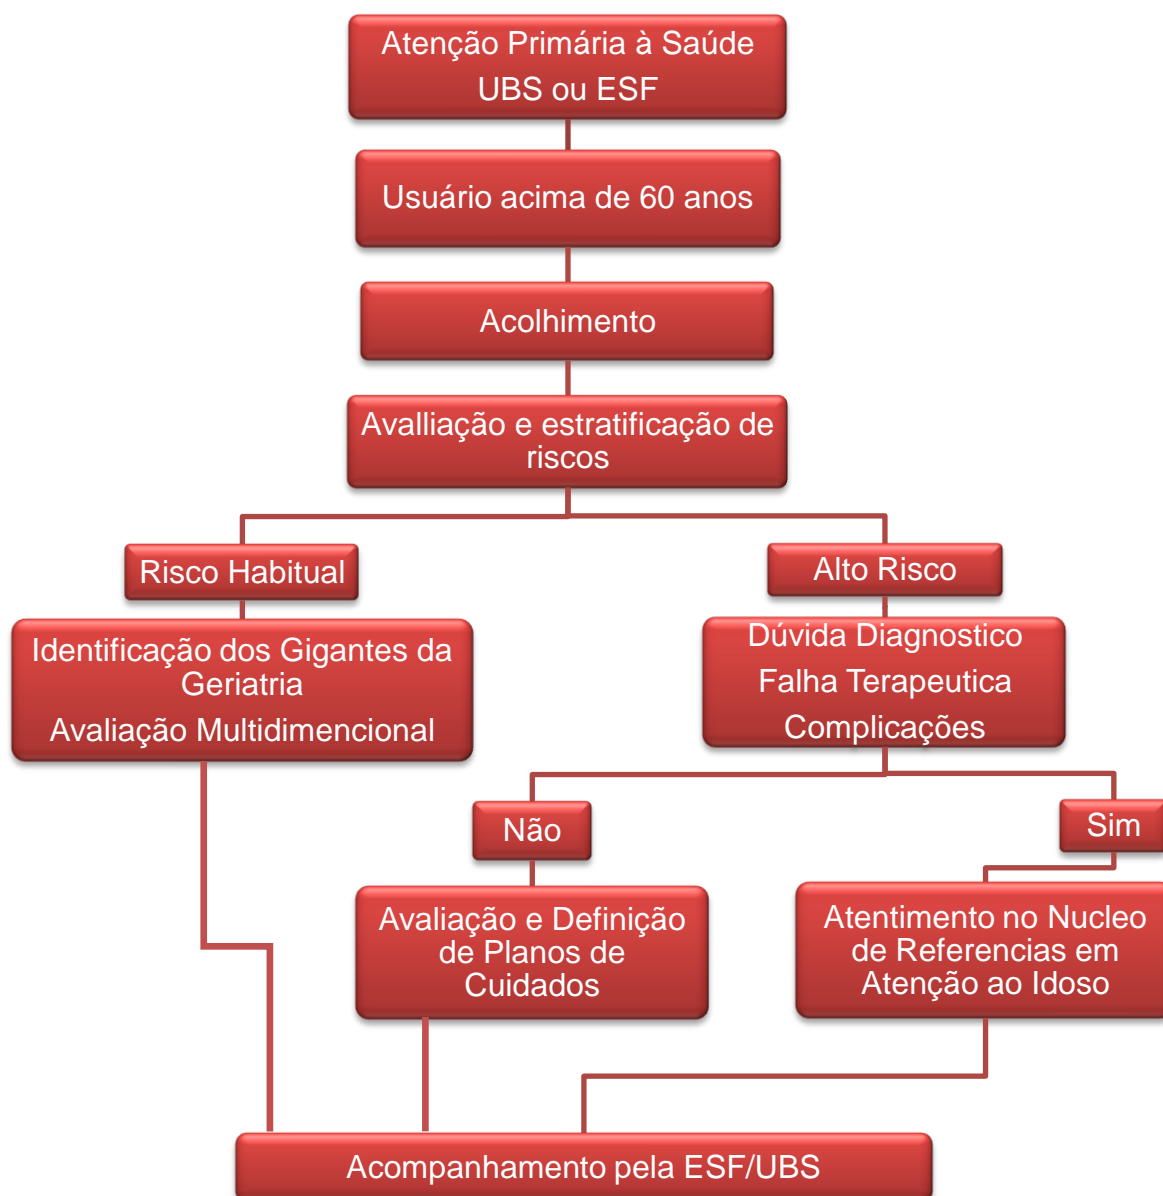 Atenção Primária à Saúde
UBS ou ESF
Usuário acima de 60 anos
Acolhimento
Avalliação e estratificação de
riscos
Risco Habitual
Alto Risco
Identificação dos Gigantes da
Geriatria
Avaliação Multidimencional
Dúvida Diagnostico
Falha Terapeutica
Complicações
Não
Sim
Avaliação e Definição
de Planos de
Cuidados
Atentimento no Nucleo
de Referencias em
Atenção ao Idoso
Acompanhamento pela ESF/UBS